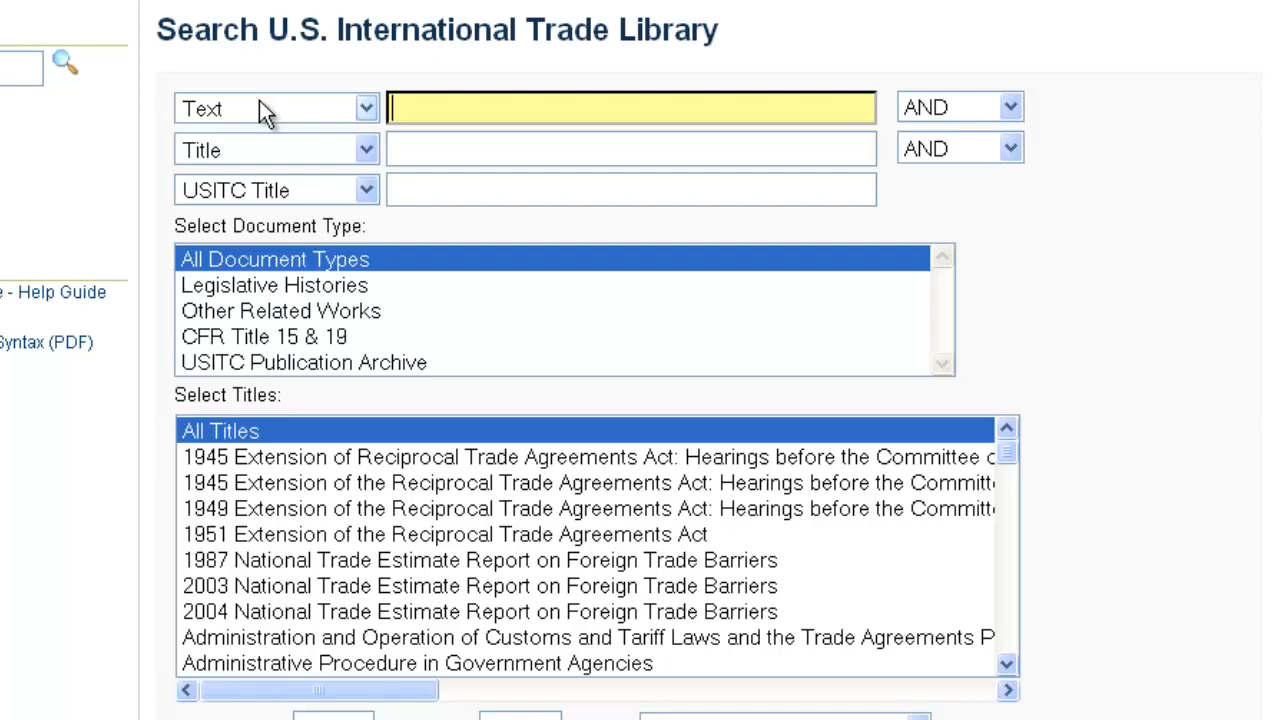 Search U.S. International Trade Library
Text
AND
Title
AND
USITC Title
Select Document Type:
All Document Types
Legislative Histories
e - Help Guide
Other Related Works
CFR Title 15 & 19
Syntax (PDF)
USITC Publication Archive
Select Titles:
All Titles
1945 Extension of Reciprocal Trade Agreements Act: Hearings before the Committee
1945 Extension of the Reciprocal Trade Agreements Act: Hearings before the Committ
1949 Extension of the Reciprocal Trade Agreements Act: Hearings before the Committ
1951 Extension of the Reciprocal Trade Agreements Act
1987 National Trade Estimate Report on Foreign Trade Barriers
2003 National Trade Estimate Report on Foreign Trade Barriers
2004 National Trade Estimate Report on Foreign Trade Barriers
Administration and Operation of Customs and Tariff Laws and the Trade Agreements P
Administrative Procedure in Government Agencies